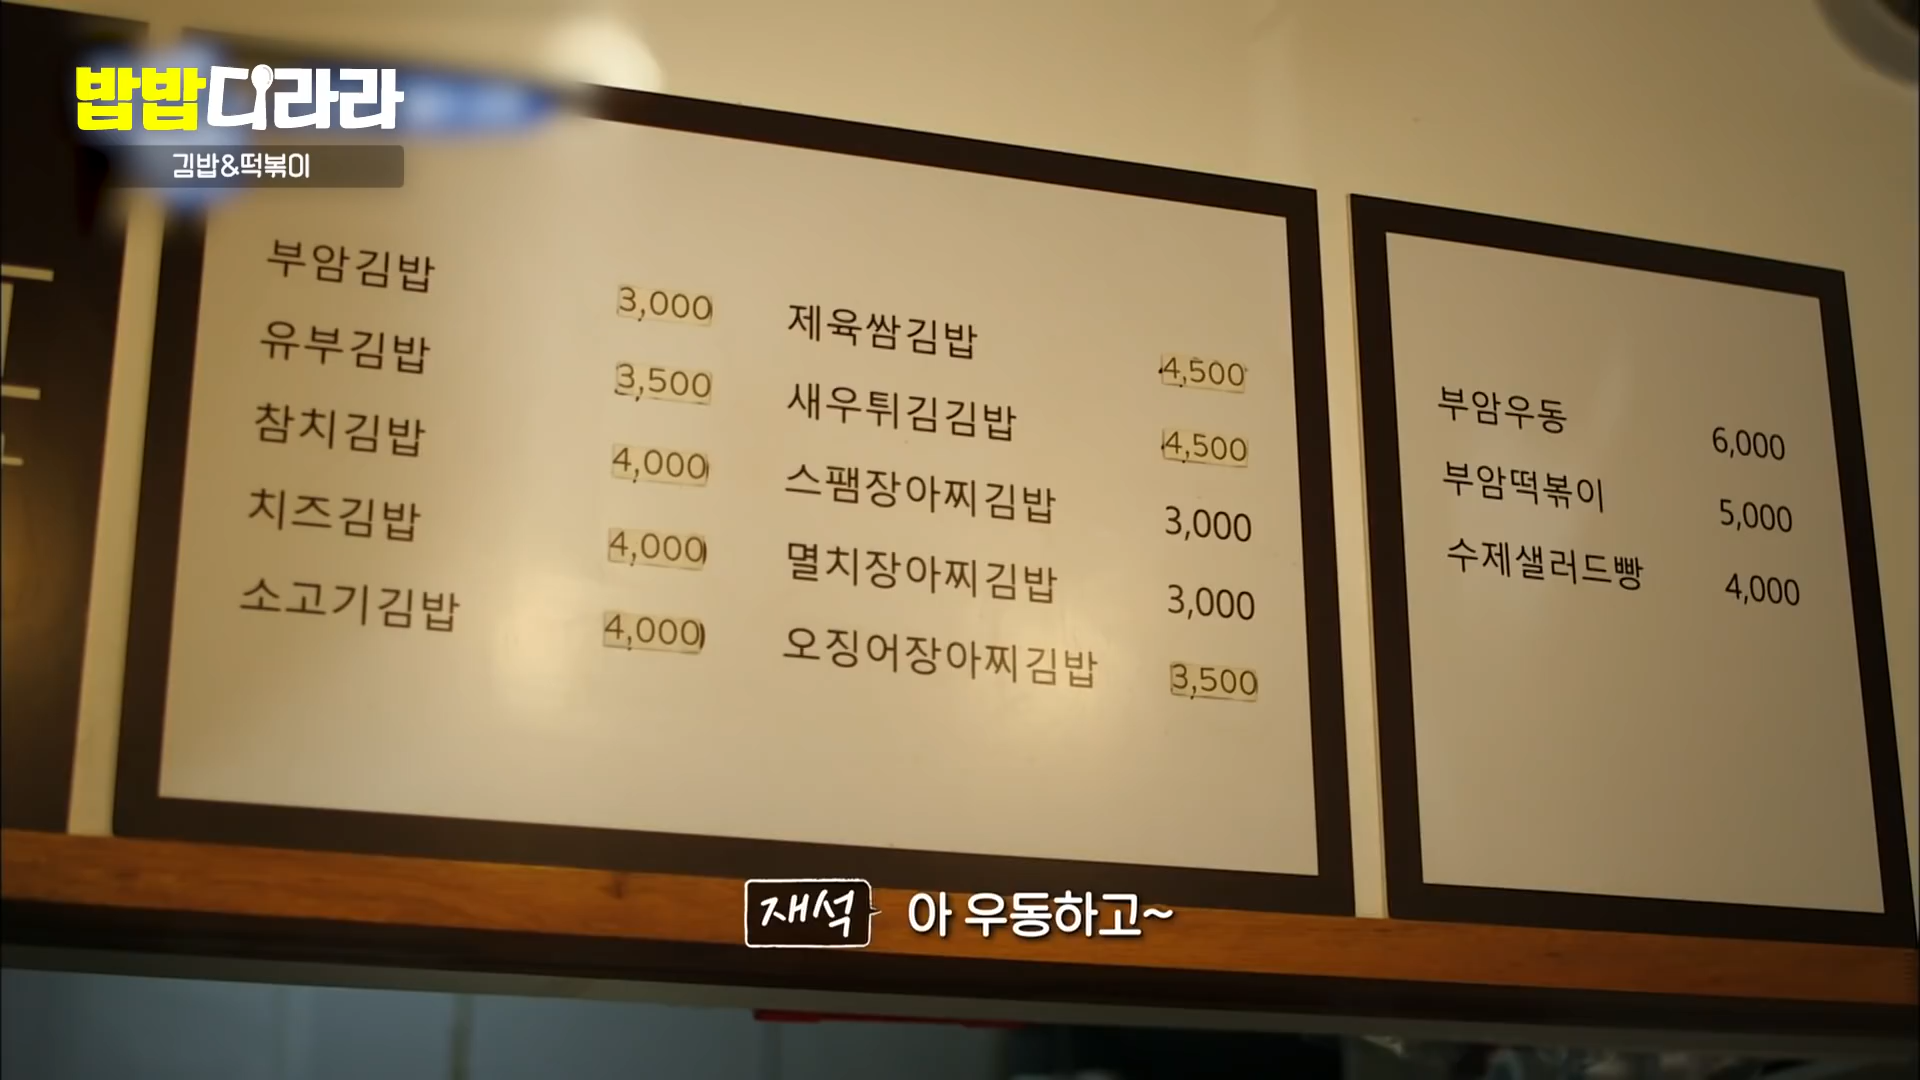 밥밥디라라
김밥&떡볶이
부암김밥 3,000
유부김밥 3,500
참치김밥 4,000
치즈김밥 4,000
소고기김밥 4,000
제육쌈김밥 4,500
새우튀김김밥 4,500
스팸장아찌김밥 3,000
멸치장아찌김밥 3,000
오징어장아찌김밥 3,500
부암우동 6,000
부암떡볶이 5,000
수제샐러드빵 4,000
재석 아 우동하고~